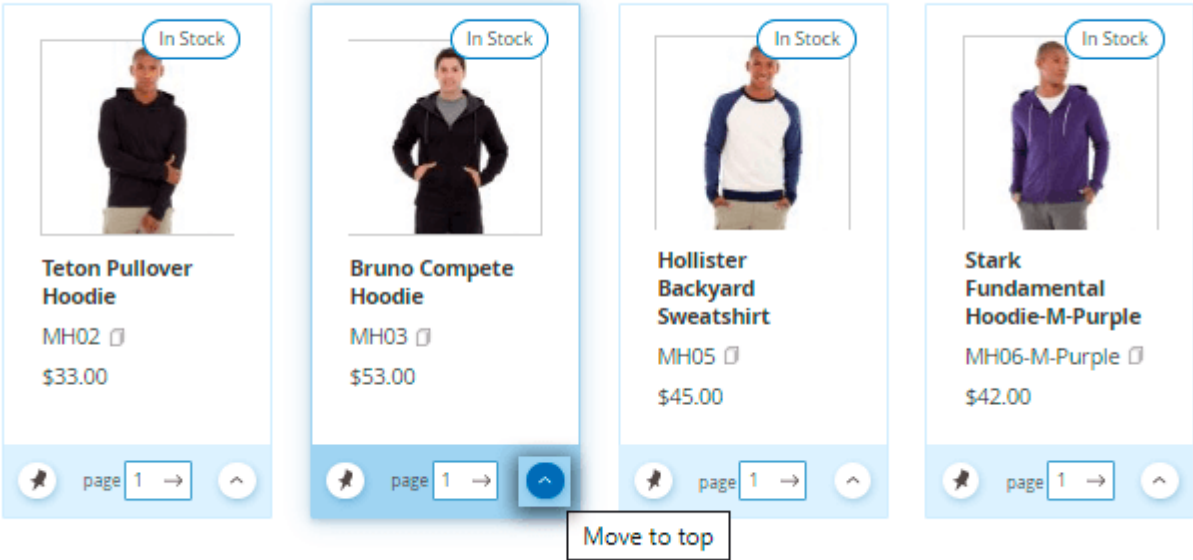 In Stock
Teton Pullover
Hoodie
MH02
$33.00
page 1 →
In Stock
Bruno Compete
Hoodie
MH03
$53.00
page 1 →
Move to top
In Stock
Hollister
Backyard
Sweatshirt
MH05
$45.00
page 1 →
In Stock
Stark
Fundamental
Hoodie-M-Purple
MH06-M-Purple
$42.00
page 1 →